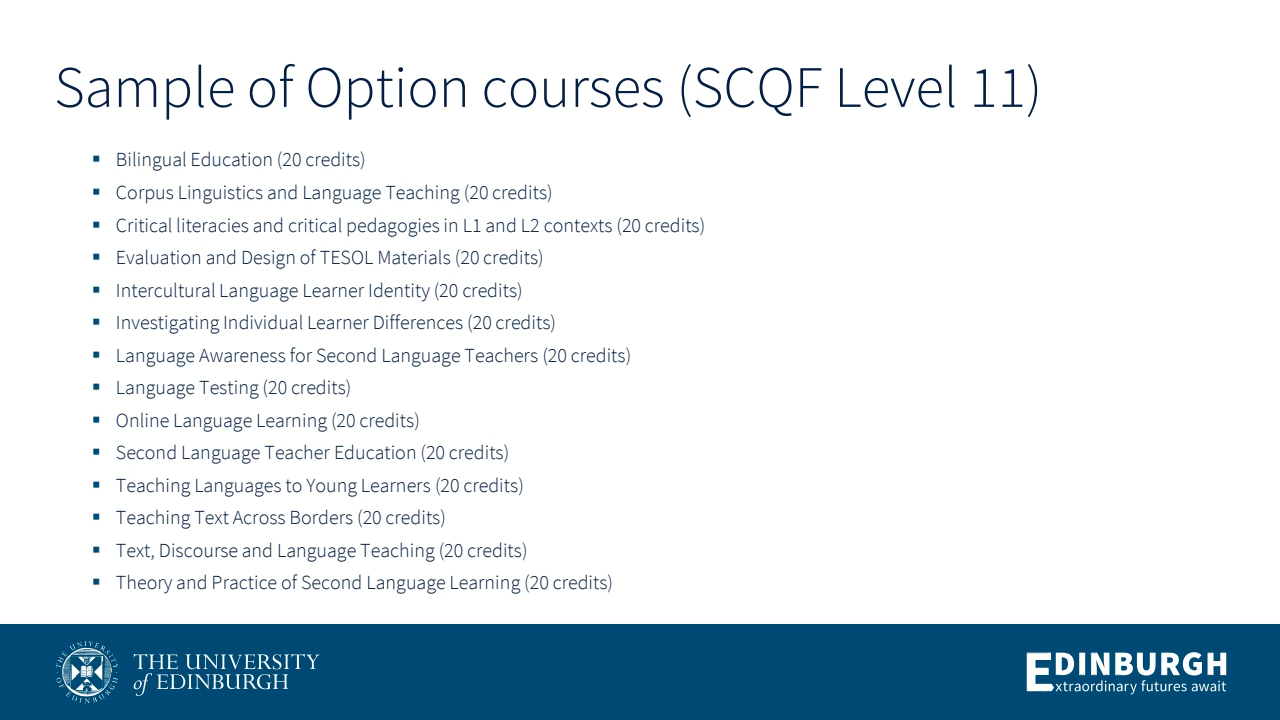 Sample of Option courses (SCQF Level 11)
▪ Bilingual Education (20 credits)
▪ Corpus Linguistics and Language Teaching (20 credits)
▪ Critical literacies and critical pedagogies in L1 and L2 contexts (20 credits)
▪ Evaluation and Design of TESOL Materials (20 credits)
▪ Intercultural Language Learner Identity (20 credits)
▪ Investigating Individual Learner Differences (20 credits)
▪ Language Awareness for Second Language Teachers (20 credits)
▪ Language Testing (20 credits)
▪ Online Language Learning (20 credits)
▪ Second Language Teacher Education (20 credits)
▪ Teaching Languages to Young Learners (20 credits)
▪ Teaching Text Across Borders (20 credits)
▪ Text, Discourse and Language Teaching (20 credits)
▪ Theory and Practice of Second Language Learning (20 credits)
THE UNIVERSITY OF EDINBURGH
THE UNIVERSITY
of EDINBURGH
EDINBURGH
Extraordinary futures await